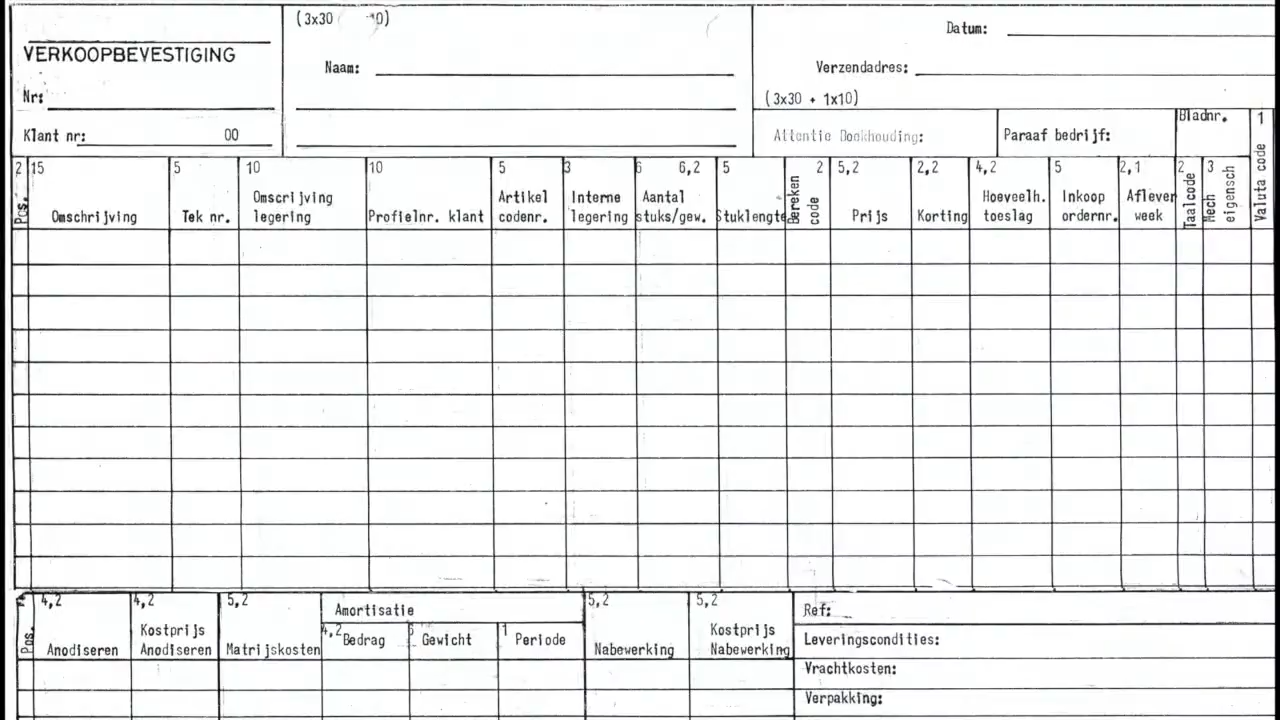 (3x30 10)
Datum:
VERKOOPBEVESTIGING
Naam:
Verzendadres:
Nr:
(3x30 + 1x10)
Bladnr.
1
Klant nr: 00
Attentie Boekhouding:
Paraaf bedrijf:
2 15 5 10 10 5 3 6 6,2 5 2 5,2 2,2 4,2 5 2,1 2 3
Pos.
Omschrijving
Tek nr.
Omscrijving
legering
Profielnr. klant
Artikel
codenr.
Interne
legering
Aantal
stuks/gew.
Stuklengte
Bereken
code
Prijs
Korting
Hoeveelh.
toeslag
Inkoop
ordernr.
Aflever
week
Taalcode
Mech
eigensch
Valuta code
4,2 4,2 5,2
Amortisatie
5,2 5,2
Ref:
Pos.
Anodiseren
Kostprijs
Anodiseren
Matrijskosten
4,2
Bedrag
6
Gewicht
1
Periode
Nabewerking
Kostprijs
Nabewerking
Leveringscondities:
Vrachtkosten:
Verpakking: